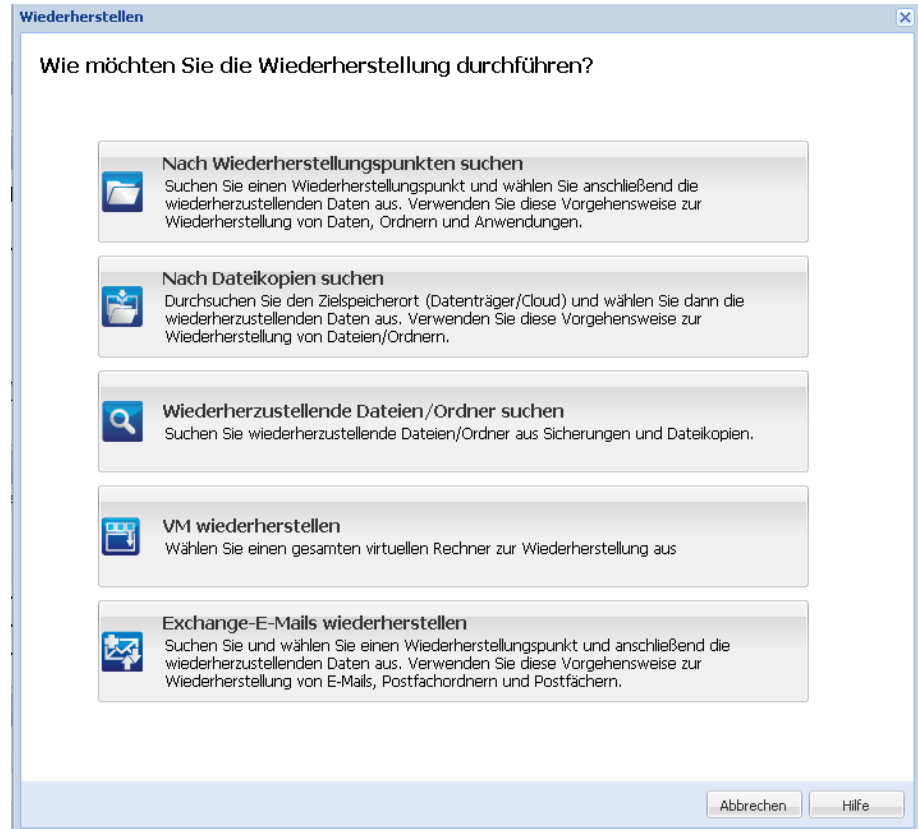 Wiederherstellen
Wie möchten Sie die Wiederherstellung durchführen?
Nach Wiederherstellungspunkten suchen
Suchen Sie einen Wiederherstellungspunkt und wählen Sie anschließend die
wiederherzustellenden Daten aus. Verwenden Sie diese Vorgehensweise zur
Wiederherstellung von Daten, Ordnern und Anwendungen.
Nach Dateikopien suchen
Durchsuchen Sie den Zielspeicherort (Datenträger/Cloud) und wählen Sie dann die
wiederherzustellenden Daten aus. Verwenden Sie diese Vorgehensweise zur
Wiederherstellung von Dateien/Ordnern.
Wiederherzustellende Dateien/Ordner suchen
Suchen Sie wiederherzustellende Dateien/Ordner aus Sicherungen und Dateikopien.
VM wiederherstellen
Wählen Sie einen gesamten virtuellen Rechner zur Wiederherstellung aus
Exchange-E-Mails wiederherstellen
Suchen Sie und wählen Sie einen Wiederherstellungspunkt und anschließend die
wiederherzustellenden Daten aus. Verwenden Sie diese Vorgehensweise zur
Wiederherstellung von E-Mails, Postfachordnern und Postfächern.
Abbrechen
Hilfe